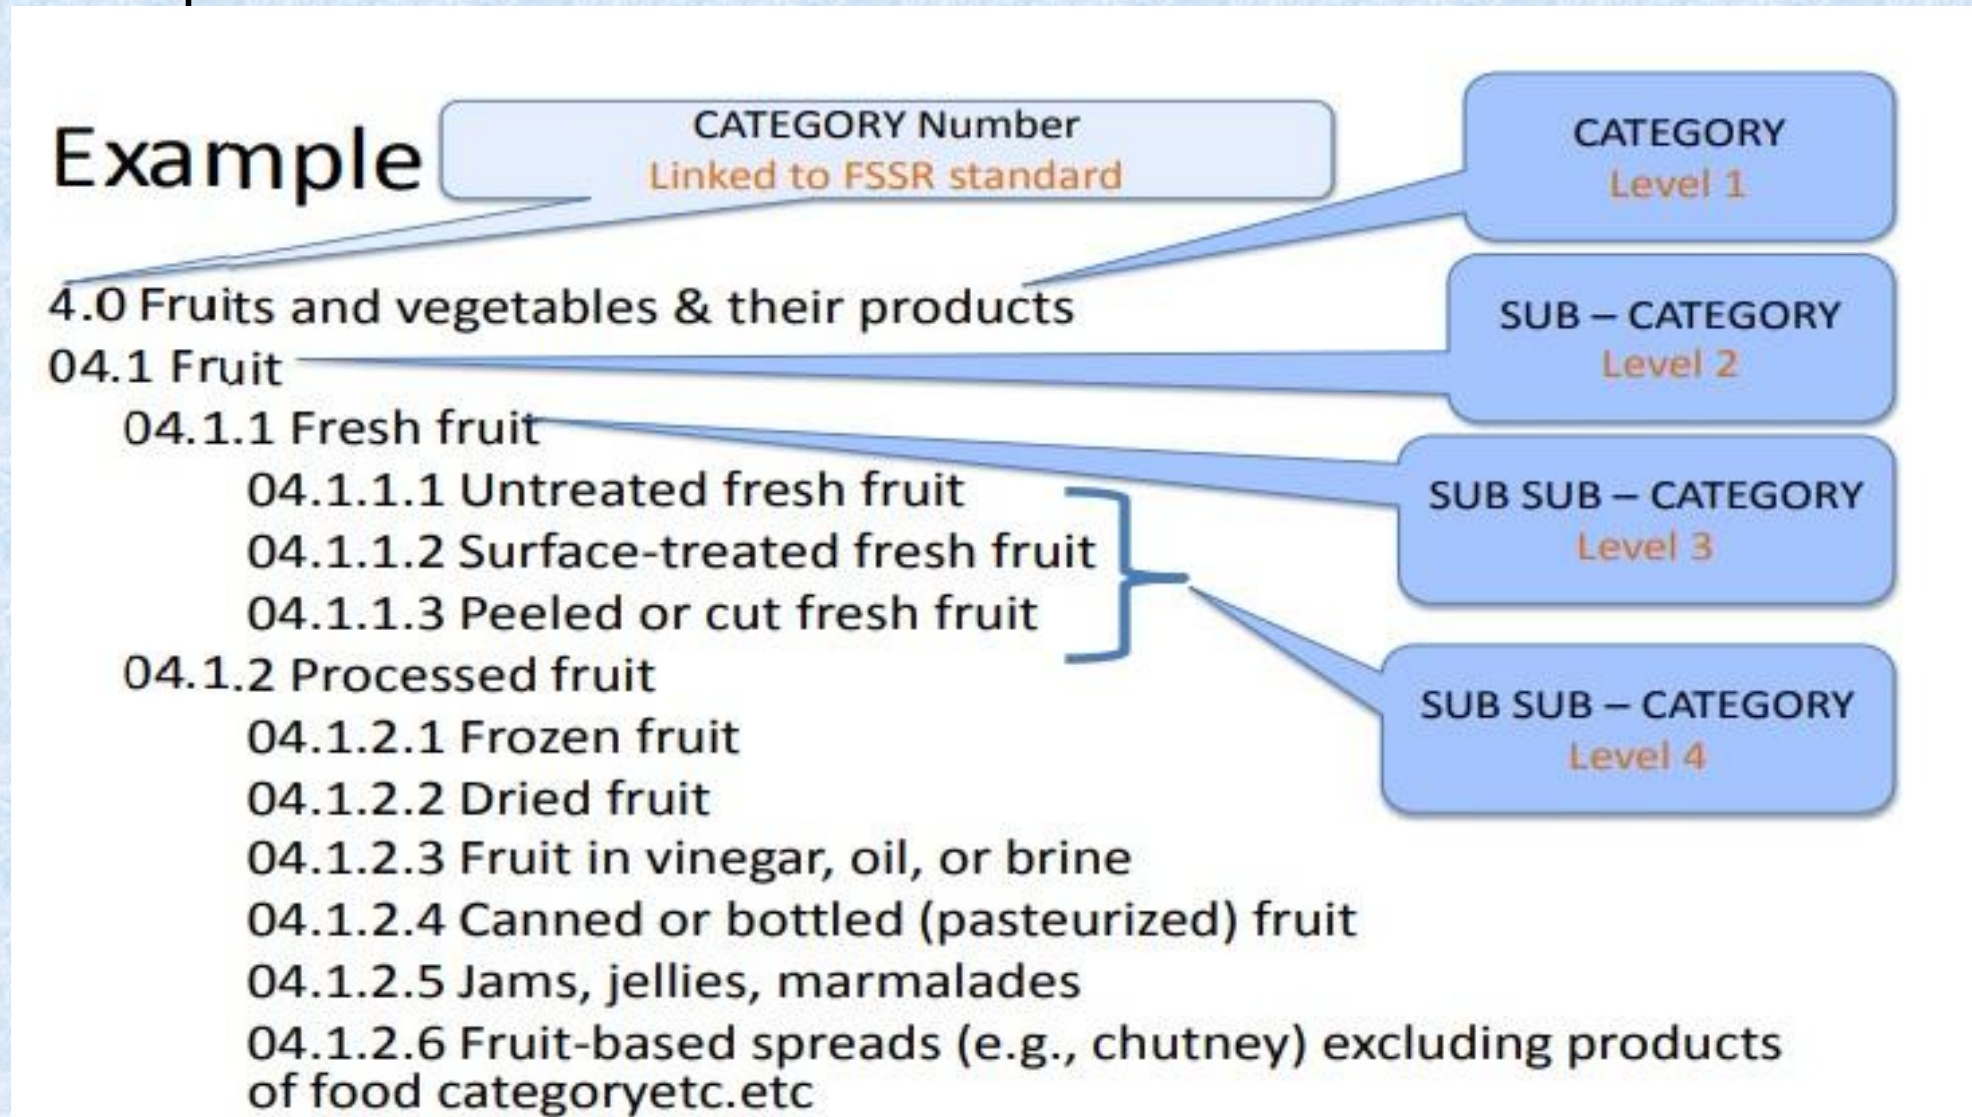 Example
CATEGORY Number
Linked to FSSR standard
CATEGORY
Level 1
4.0 Fruits and vegetables & their products
SUB – CATEGORY
Level 2
04.1 Fruit
04.1.1 Fresh fruit
SUB SUB – CATEGORY
Level 3
04.1.1.1 Untreated fresh fruit
04.1.1.2 Surface-treated fresh fruit
04.1.1.3 Peeled or cut fresh fruit
SUB SUB – CATEGORY
Level 4
04.1.2 Processed fruit
04.1.2.1 Frozen fruit
04.1.2.2 Dried fruit
04.1.2.3 Fruit in vinegar, oil, or brine
04.1.2.4 Canned or bottled (pasteurized) fruit
04.1.2.5 Jams, jellies, marmalades
04.1.2.6 Fruit-based spreads (e.g., chutney) excluding products
of food categoryetc.etc